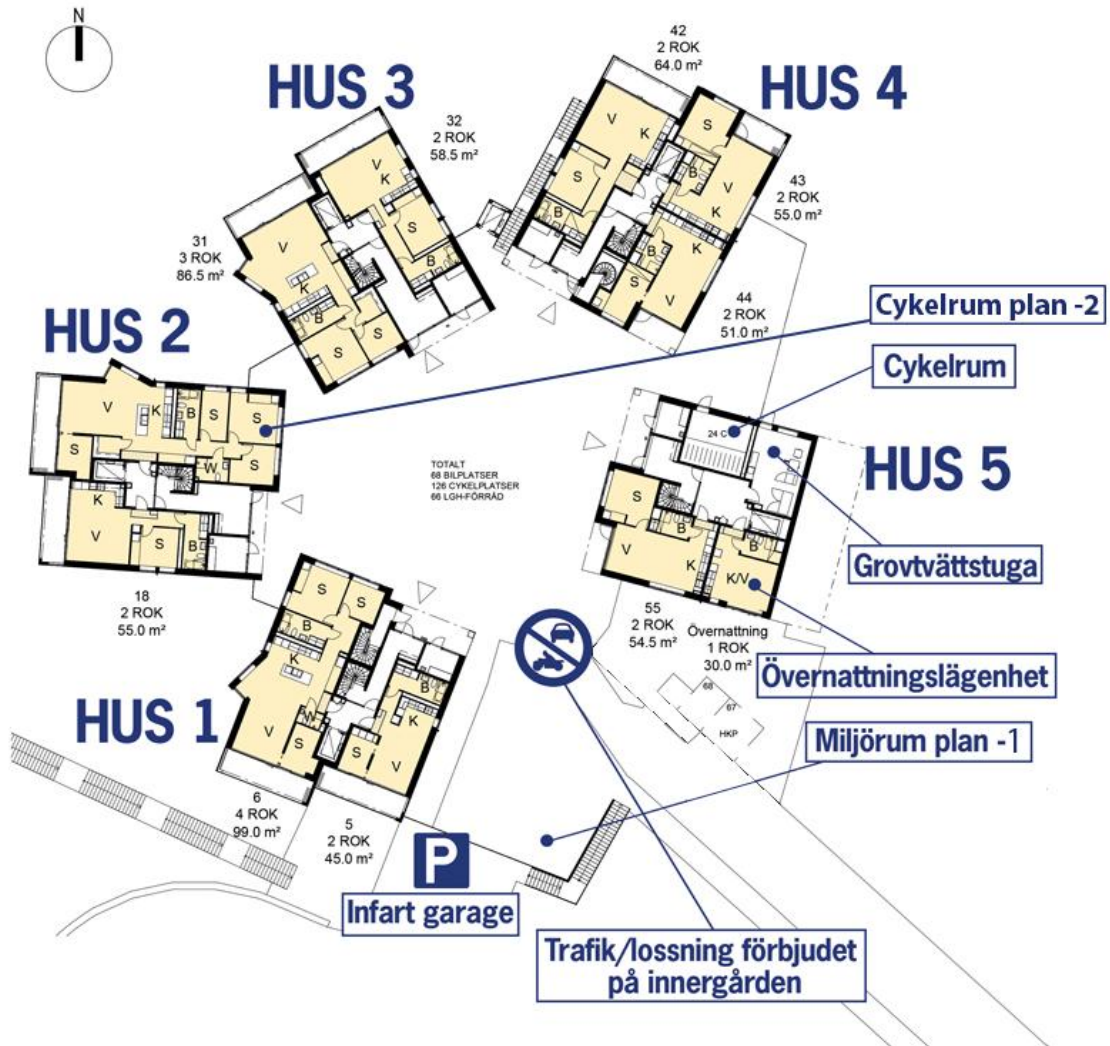 N
HUS 3
HUS 4
42
2 ROK
64.0 m²
32
2 ROK
58.5 m²
V
K
S
V
K
S
B
V
K
S
B
43
2 ROK
55.0 m²
31
3 ROK
86.5 m²
V
K
B
S
S
S
B
K
B
S
V
44
2 ROK
51.0 m²
HUS 2
Cykelrum plan -2
Cykelrum
V
K
B
S
S
S
W
S
K
V
S
B
24 C
TOTALT
68 BILPLATSER
126 CYKELPLATSER
66 LGH-FÖRRÅD
HUS 5
S
B
V
K
B
K/V
Grovtvättstuga
18
2 ROK
55.0 m²
55
2 ROK
54.5 m²
Övernattning
1 ROK
30.0 m²
Övernattningslägenhet
S
S
B
K
W
V
S
B
K
S
V
HUS 1
68
67
HKP
Miljörum plan -1
6
4 ROK
99.0 m²
5
2 ROK
45.0 m²
P
Infart garage
Trafik/lossning förbjudet
på innergården